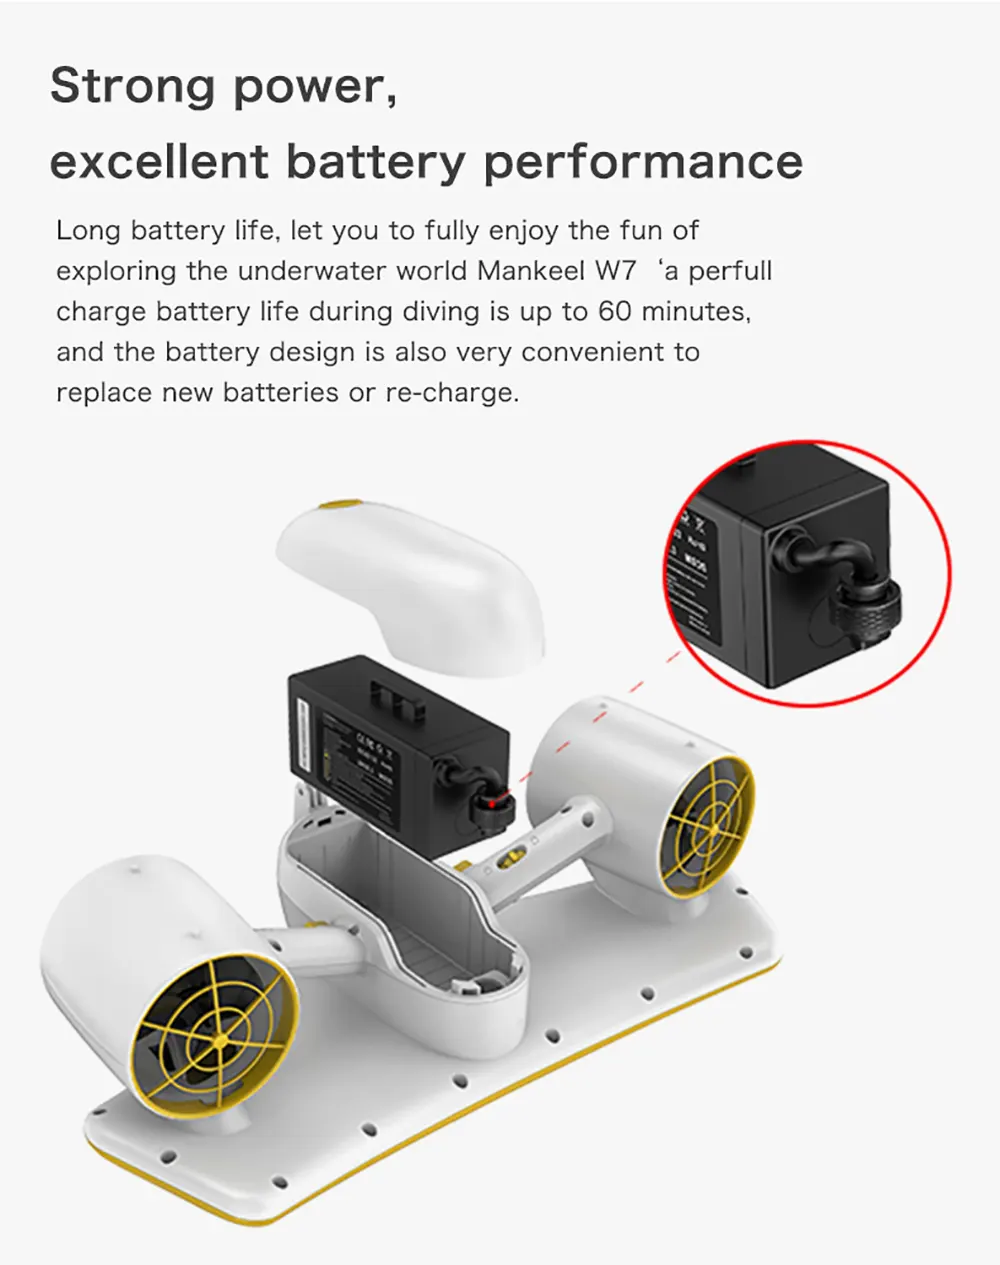 Strong power,
excellent battery performance
Long battery life, let you to fully enjoy the fun of
exploring the underwater world Mankeel W7 ‘a perfull
charge battery life during diving is up to 60 minutes,
and the battery design is also very convenient to
replace new batteries or re-charge.